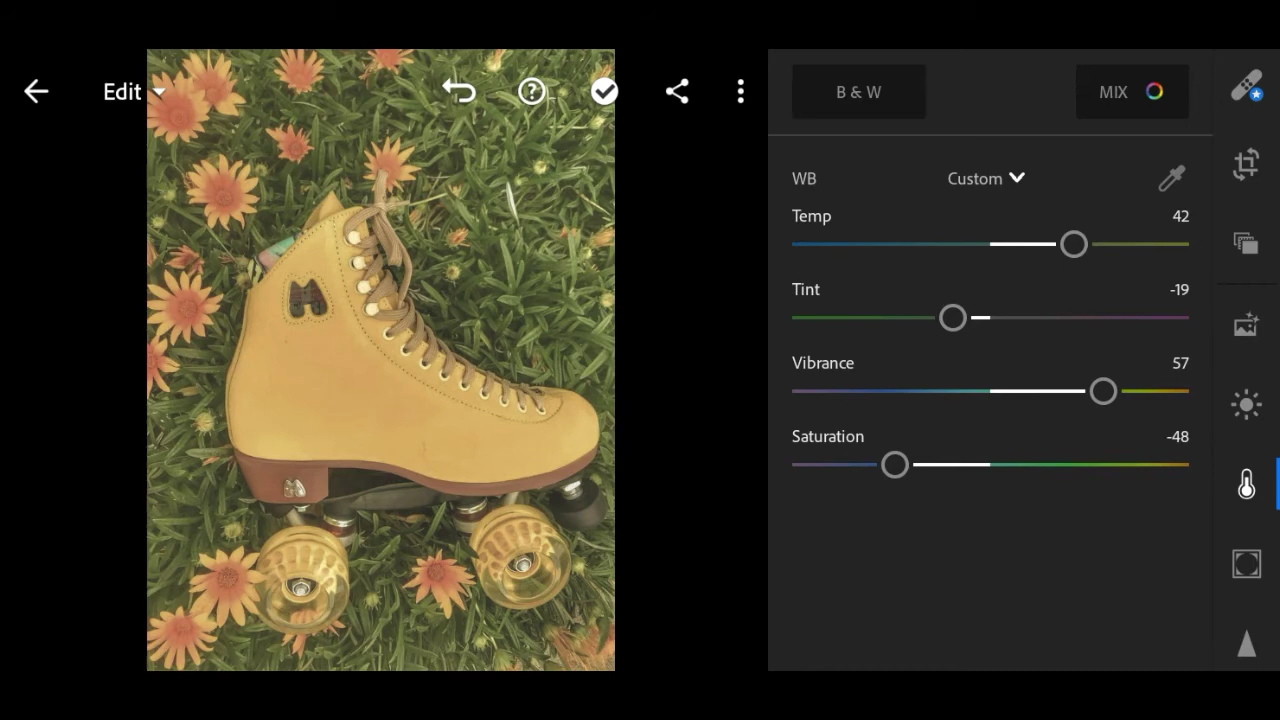 Edit
B & W
MIX
WB
Custom
Temp
42
Tint
-19
Vibrance
57
Saturation
-48